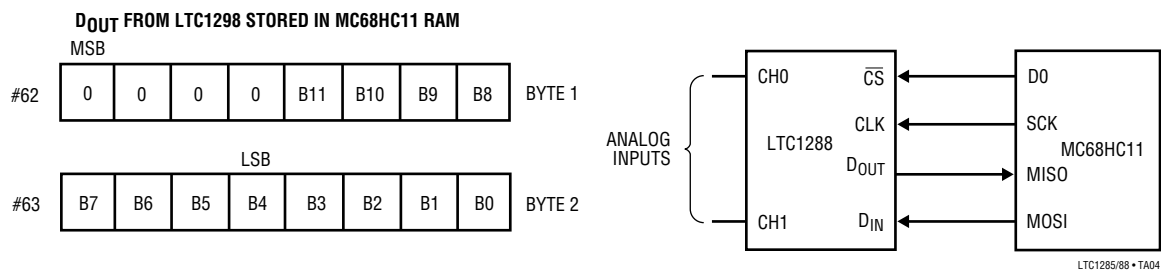 DOUT FROM LTC1298 STORED IN MC68HC11 RAM
MSB
#62 0 0 0 0 B11 B10 B9 B8 BYTE 1
LSB
#63 B7 B6 B5 B4 B3 B2 B1 B0 BYTE 2
ANALOG
INPUTS
CH0
CH1
LTC1288
CS
CLK
DOUT
DIN
D0
SCK
MC68HC11
MISO
MOSI
LTC1285/88 • TA04